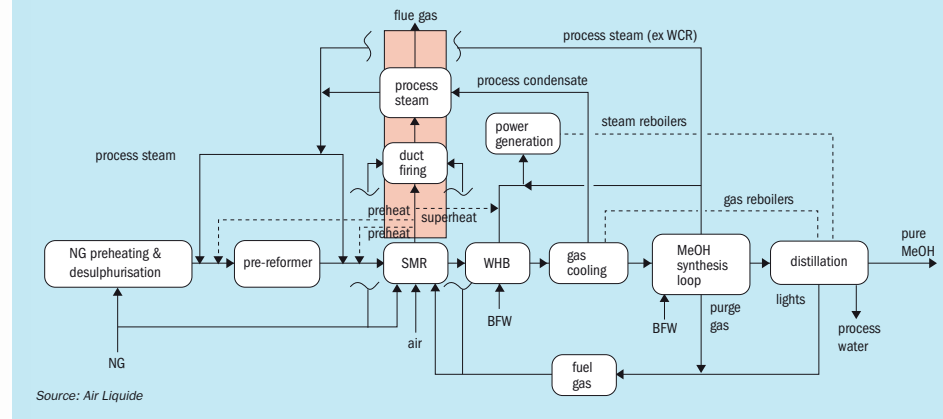 flue gas
process steam (ex WCR)
process
steam
process condensate
power
generation
steam reboilers
process steam
duct
firing
preheat
superheat
gas reboilers
preheat
NG preheating &
desulphurisation
pre-reformer
SMR
WHB
gas
cooling
MeOH
synthesis
loop
distillation
pure
MeOH
lights
purge
gas
BFW
BFW
process
water
air
NG
fuel
gas
Source: Air Liquide